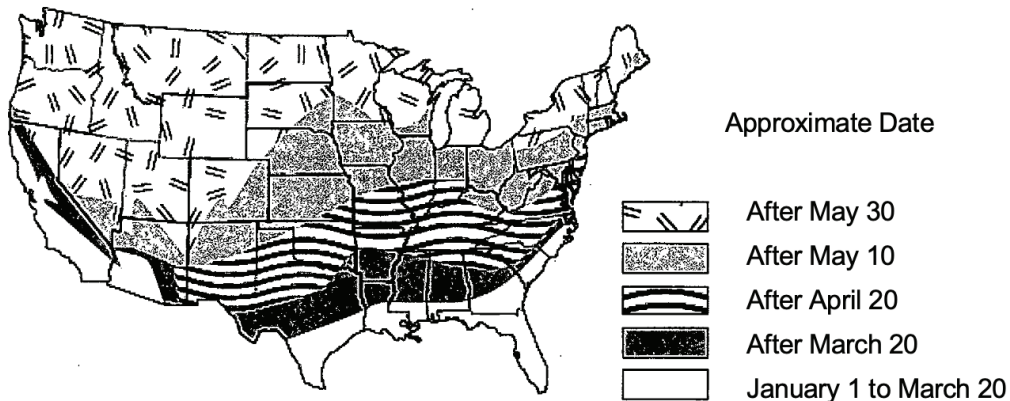 Approximate Date
After May 30
After May 10
After April 20
After March 20
January 1 to March 20